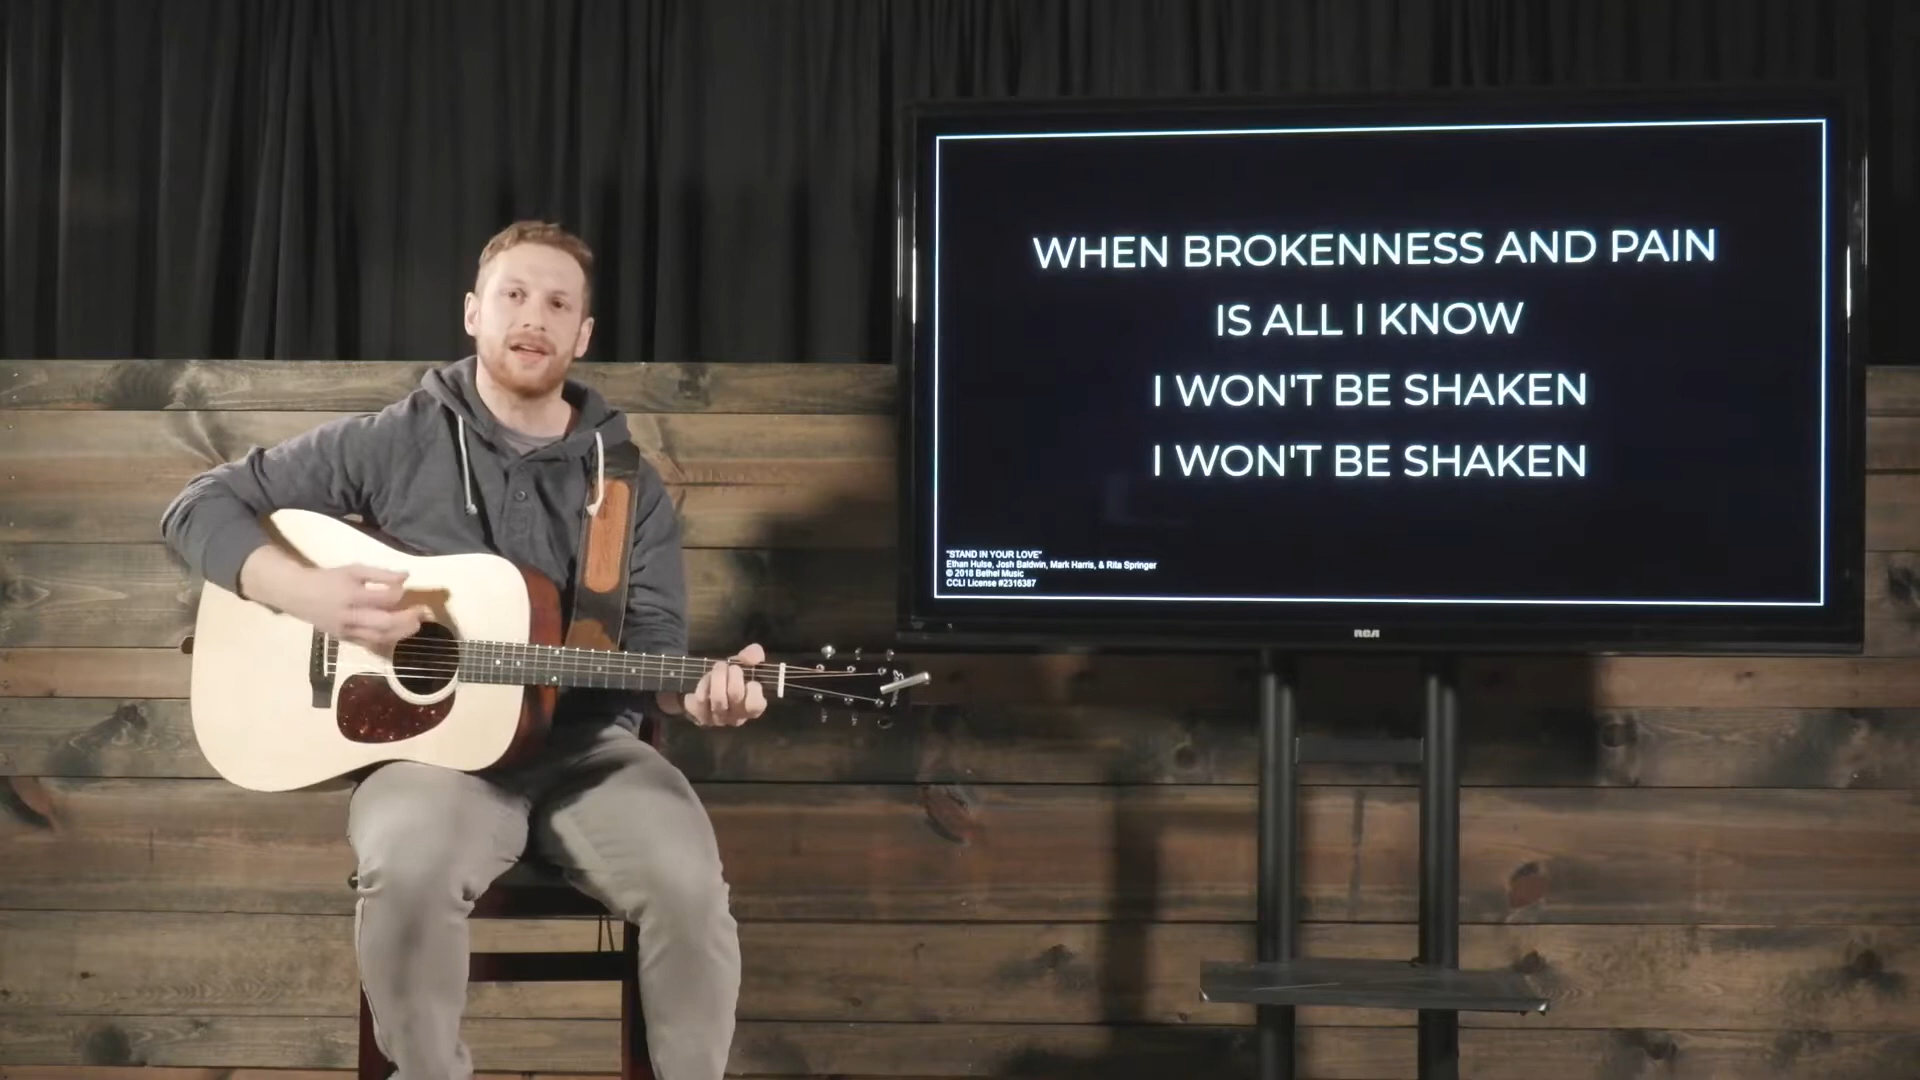 WHEN BROKENNESS AND PAIN
IS ALL I KNOW
I WON'T BE SHAKEN
I WON'T BE SHAKEN
"STAND IN YOUR LOVE"
Ethan Hulse, Josh Baldwin, Mark Harris, & Rita Springer
© 2018 Bethel Music
CCLI License #2316387
RCA